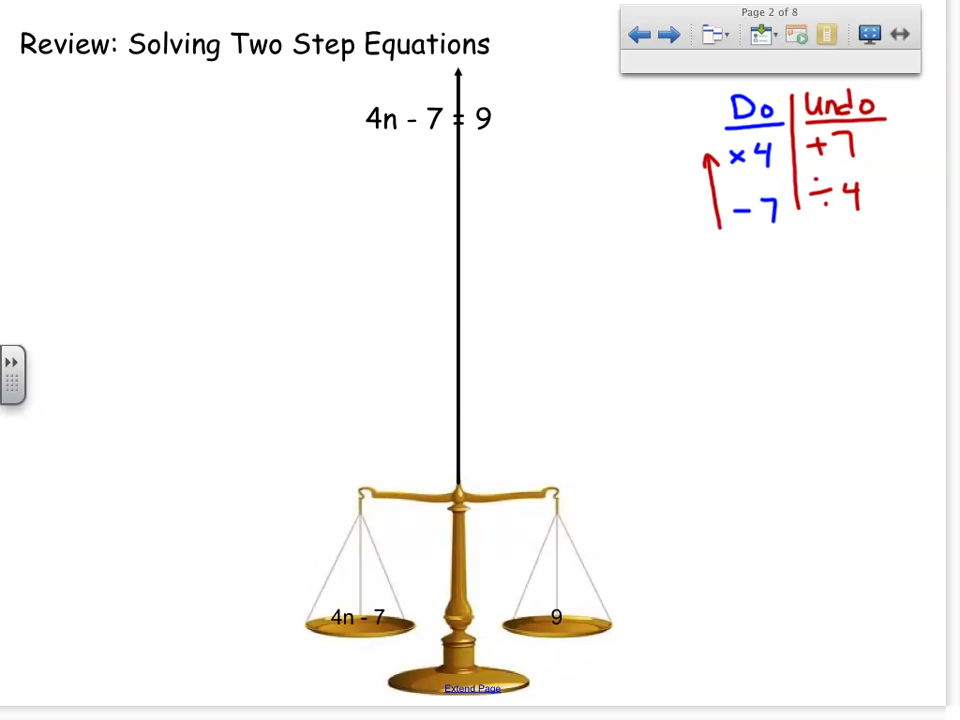 Page 2 of 8
Review: Solving Two Step Equations
4n - 7 = 9
Do Undo
×4 +7
-7 ÷4
4n - 7 9
Extend Page